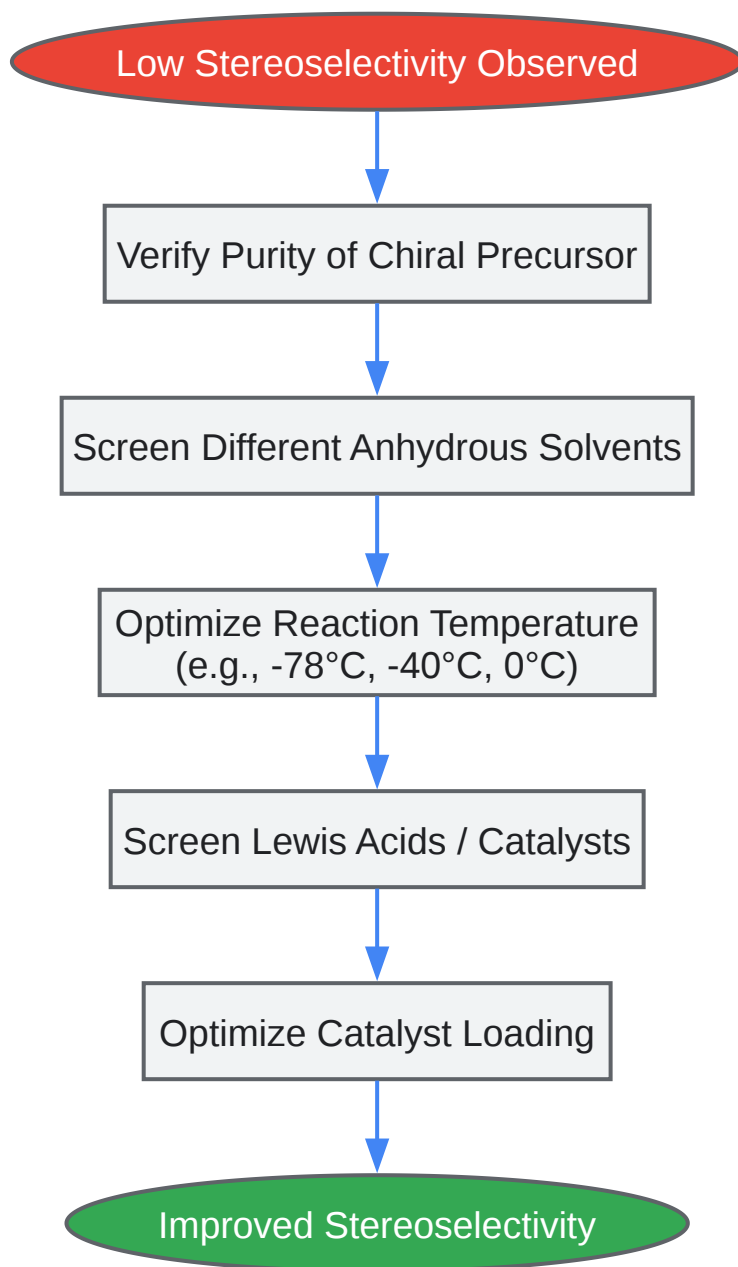 Low Stereoselectivity Observed
Verify Purity of Chiral Precursor
Screen Different Anhydrous Solvents
Optimize Reaction Temperature
(e.g., -78°C, -40°C, 0°C)
Screen Lewis Acids / Catalysts
Optimize Catalyst Loading
Improved Stereoselectivity